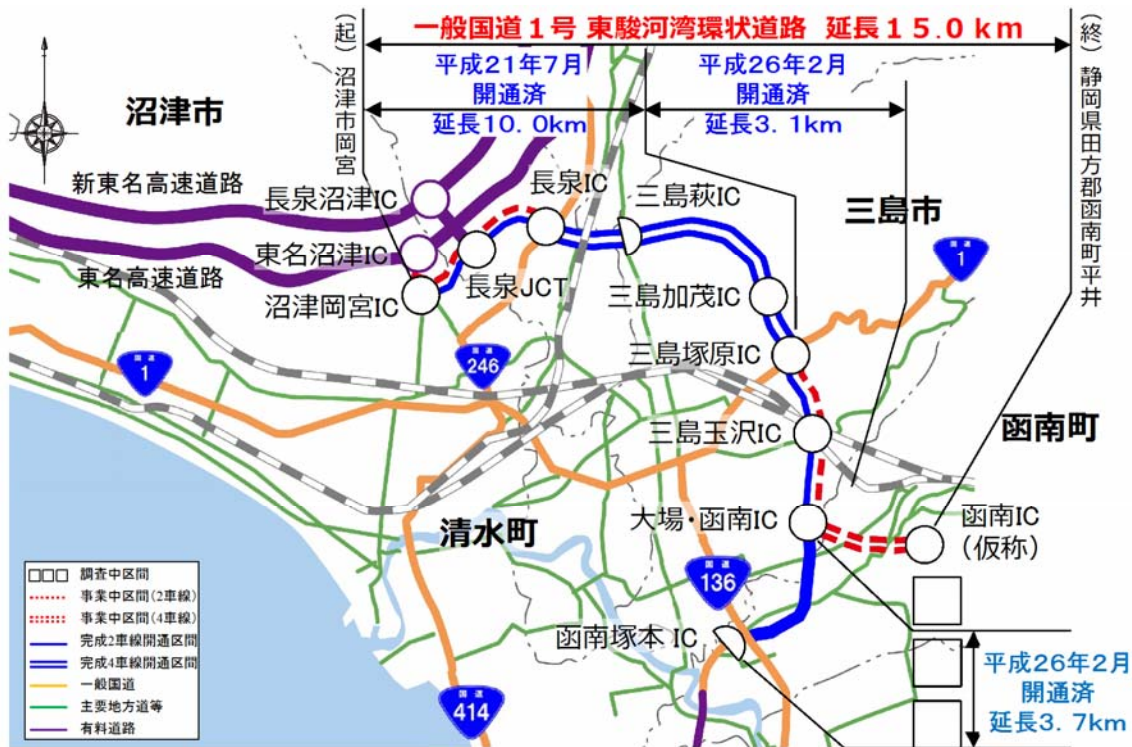 一般国道1号 東駿河湾環状道路 延長15.0km
(起) 沼津市岡宮
(終) 静岡県田方郡函南町平井
平成21年7月
開通済
延長10.0km
平成26年2月
開通済
延長3.1km
沼津市
新東名高速道路
長泉沼津IC
長泉IC
三島萩IC
三島市
東名沼津IC
東名高速道路
長泉JCT
沼津岡宮IC
三島加茂IC
国道
1
国道
1
国道
246
三島塚原IC
三島玉沢IC
函南町
清水町
大場・函南IC
函南IC
(仮称)
国道
136
函南塚本 IC
国道
414
平成26年2月
開通済
延長3.7km
調査中区間
事業中区間(2車線)
事業中区間(4車線)
完成2車線開通区間
完成4車線開通区間
一般国道
主要地方道等
有料道路